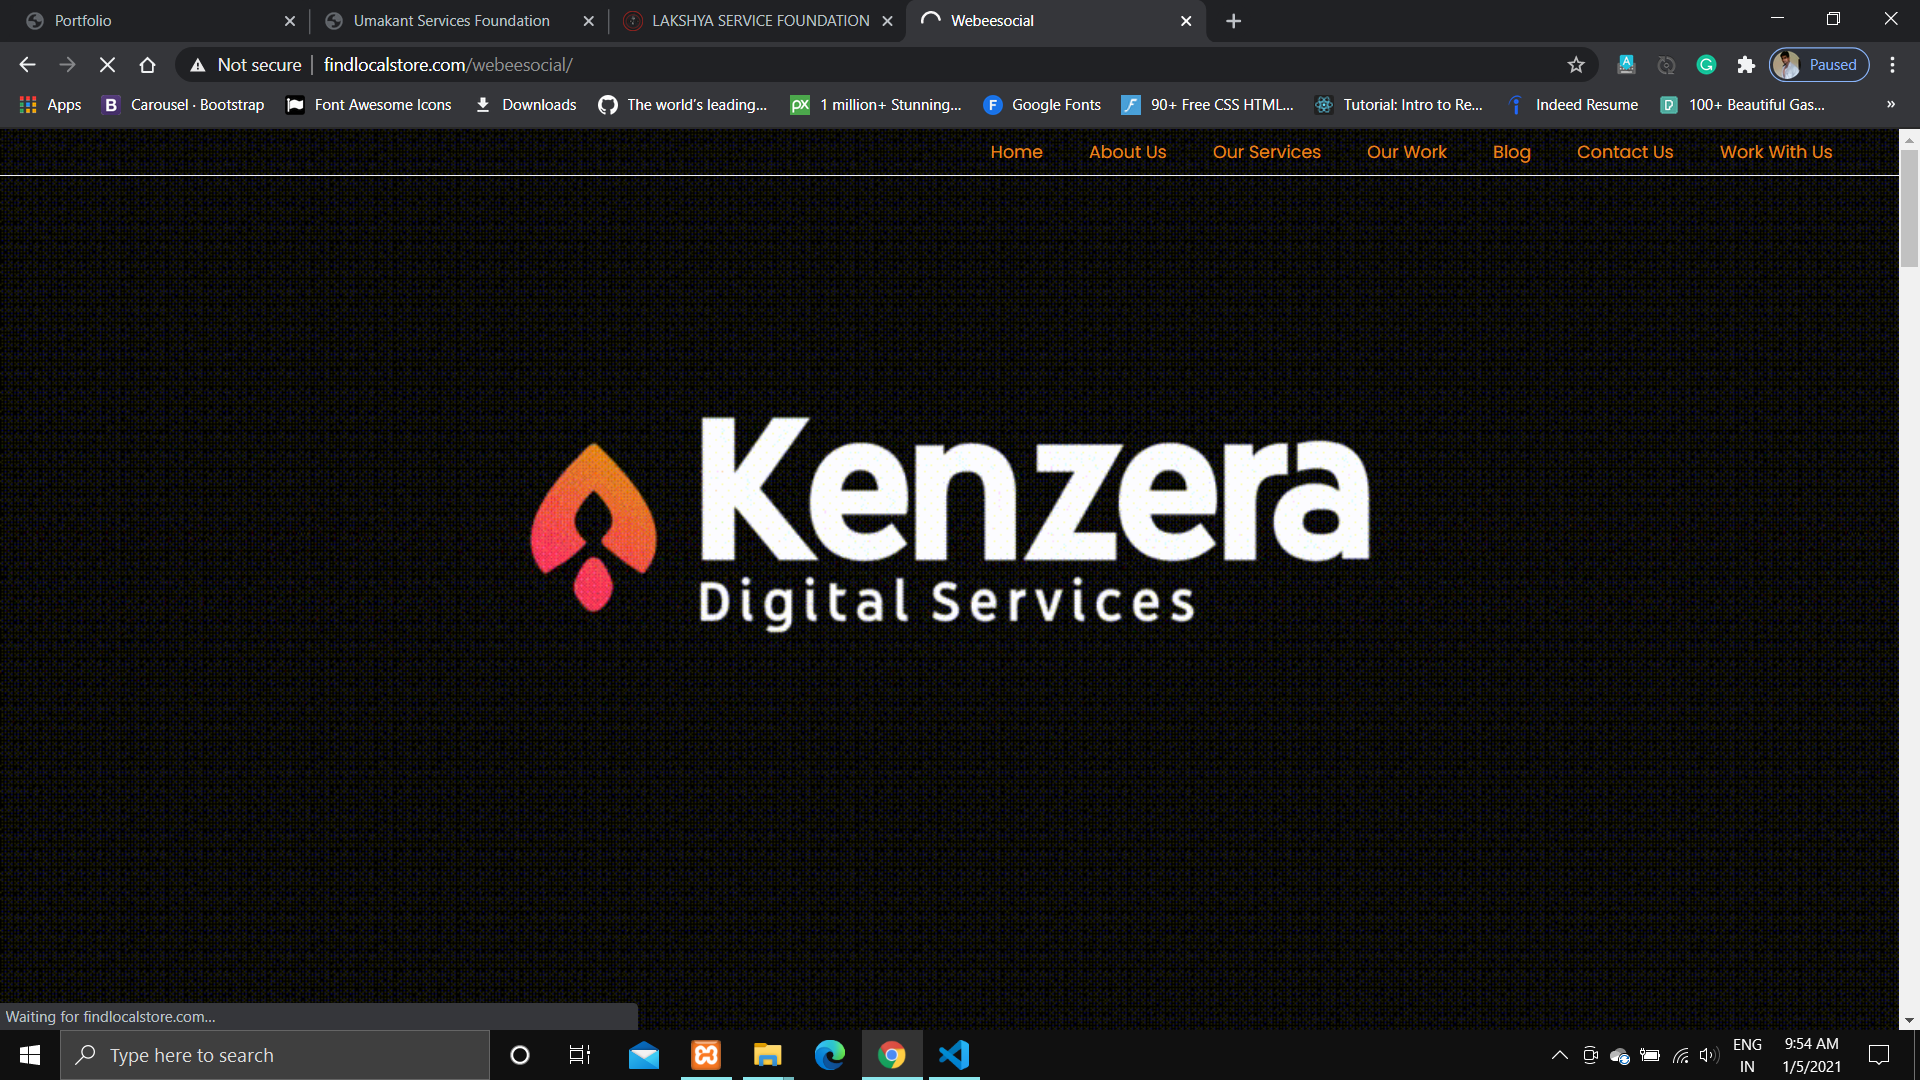 Portfolio
Umakant Services Foundation
LAKSHYA SERVICE FOUNDATION
Webeesocial
Not secure
findlocalstore.com/webeesocial/
Paused
Apps
Carousel · Bootstrap
Font Awesome Icons
Downloads
The world's leading...
1 million+ Stunning...
Google Fonts
90+ Free CSS HTML...
Tutorial: Intro to Re...
Indeed Resume
100+ Beautiful Gas...
»
Home
About Us
Our Services
Our Work
Blog
Contact Us
Work With Us
Kenzera
Digital Services
Waiting for findlocalstore.com...
Type here to search
ENG
IN
9:54 AM
1/5/2021